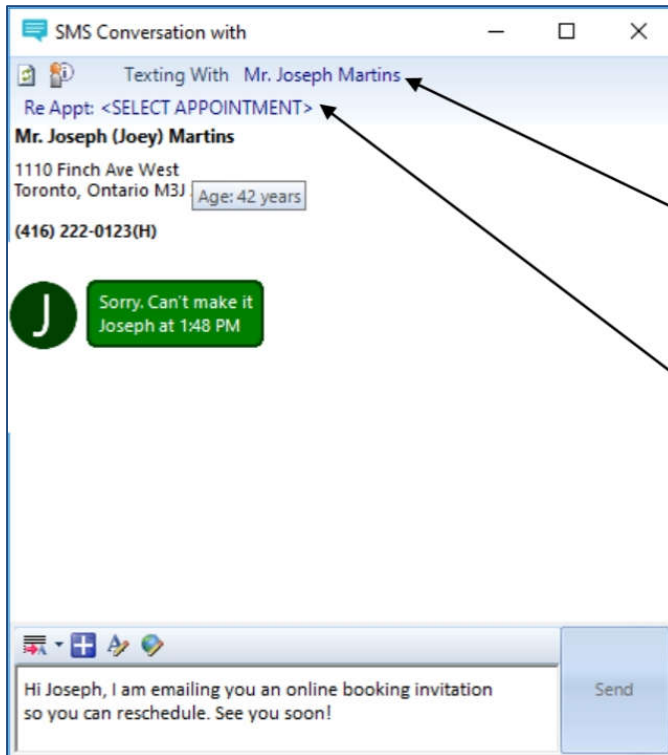 SMS Conversation with
Texting With Mr. Joseph Martins
Re Appt: <SELECT APPOINTMENT>
Mr. Joseph (Joey) Martins
1110 Finch Ave West
Toronto, Ontario M3J
Age: 42 years
(416) 222-0123(H)
J
Sorry. Can't make it
Joseph at 1:48 PM
Hi Joseph, I am emailing you an online booking invitation
so you can reschedule. See you soon!
Send